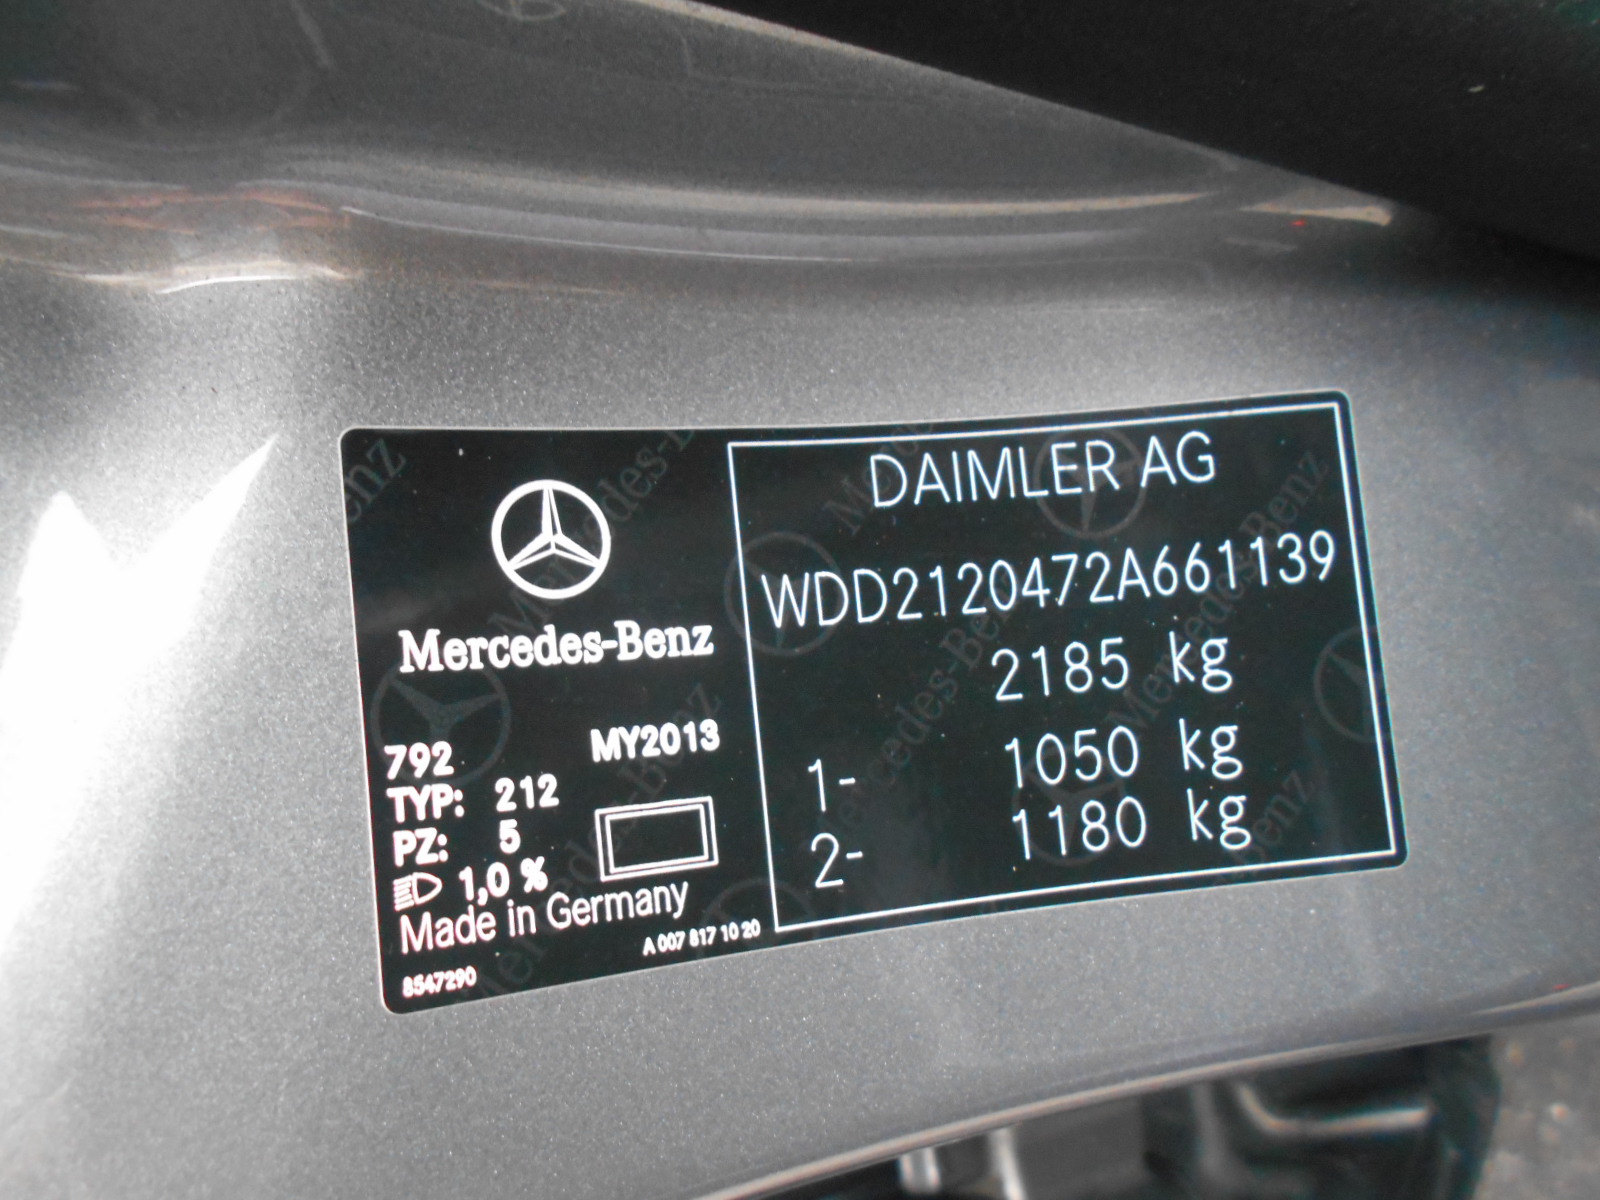 Mercedes-Benz
792
MY2013
TYP: 212
PZ: 5
1,0 %
Made in Germany
A 007 817 10 20
8547290
DAIMLER AG
WDD2120472A661139
2185 kg
1- 1050 kg
2- 1180 kg